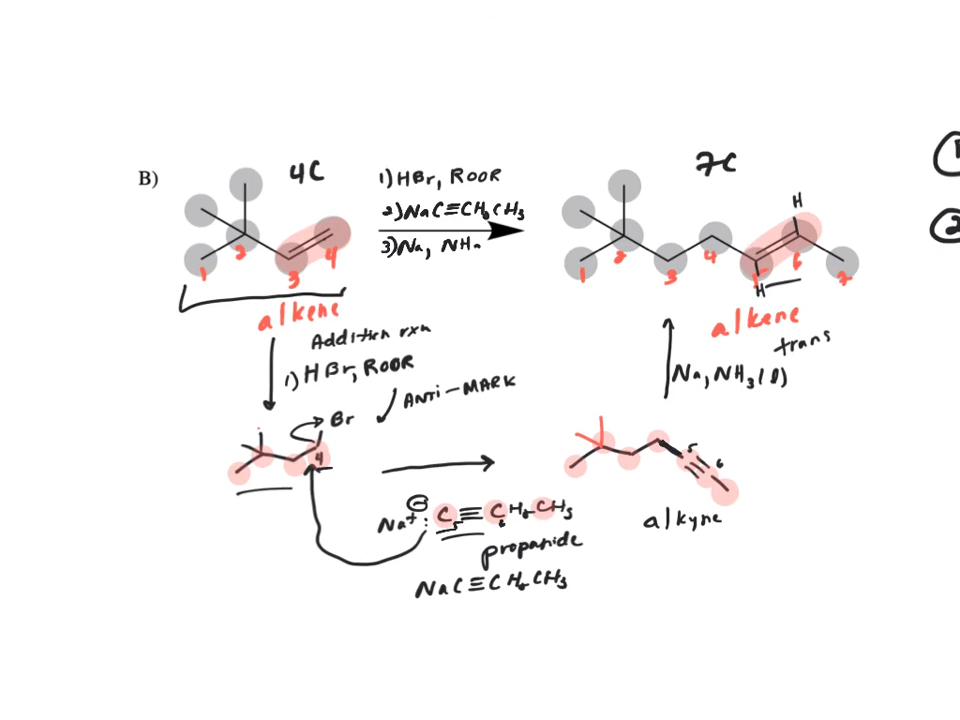 B)
4C
1) HBr, ROOR
2) NaC≡CH₂CH₃
3) Na, NH₃
7C
H
H
1 2 3 4
1 2 3 4 5 6 7
alkene
alkene
trans
Addition rxn
1) HBr, ROOR
ANTI-MARK
Na, NH₃(l)
Br
4
5 6
Na⁺ ⊖ : C≡CH₂CH₃
5 6
alkyne
propanide
NaC≡CH₂CH₃
1
2